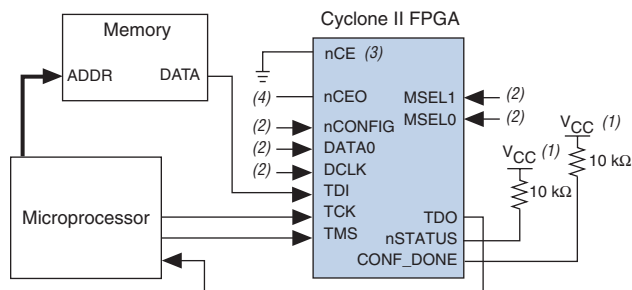 Cyclone II FPGA
Memory
ADDR
DATA
Microprocessor
nCE (3)
(4) nCEO
(2) nCONFIG
(2) DATA0
(2) DCLK
TDI
TCK
TMS
MSEL1 (2)
MSEL0 (2)
TDO
nSTATUS
CONF_DONE
VCC (1)
10 kΩ
VCC (1)
10 kΩ